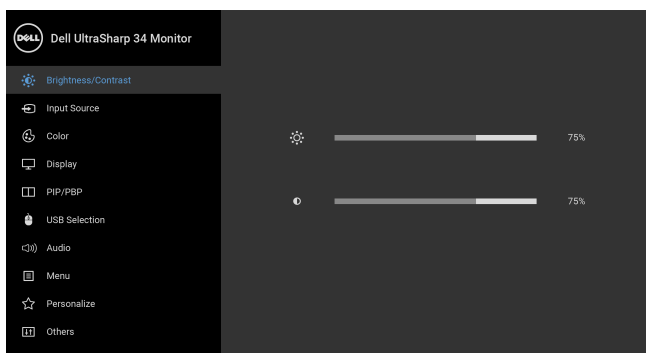 DELL Dell UltraSharp 34 Monitor
Brightness/Contrast
Input Source
Color
75%
Display
PIP/PBP
75%
USB Selection
Audio
Menu
Personalize
Others